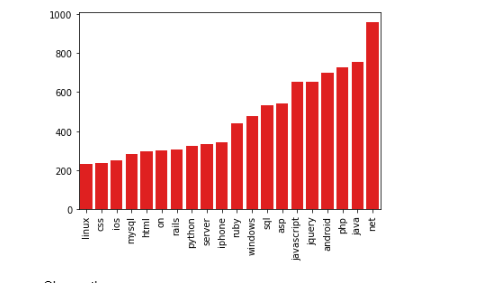 1000
800
600
400
200
0
linux
css
ios
mysql
html
on
rails
python
server
iphone
ruby
windows
sql
asp
javascript
jquery
android
php
java
net